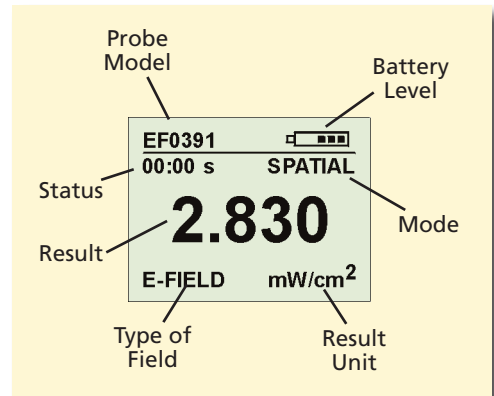 Probe
Model
Battery
Level
EF0391
00:00 s SPATIAL
Status
2.830
Mode
Result
E-FIELD mW/cm²
Type of
Field
Result
Unit